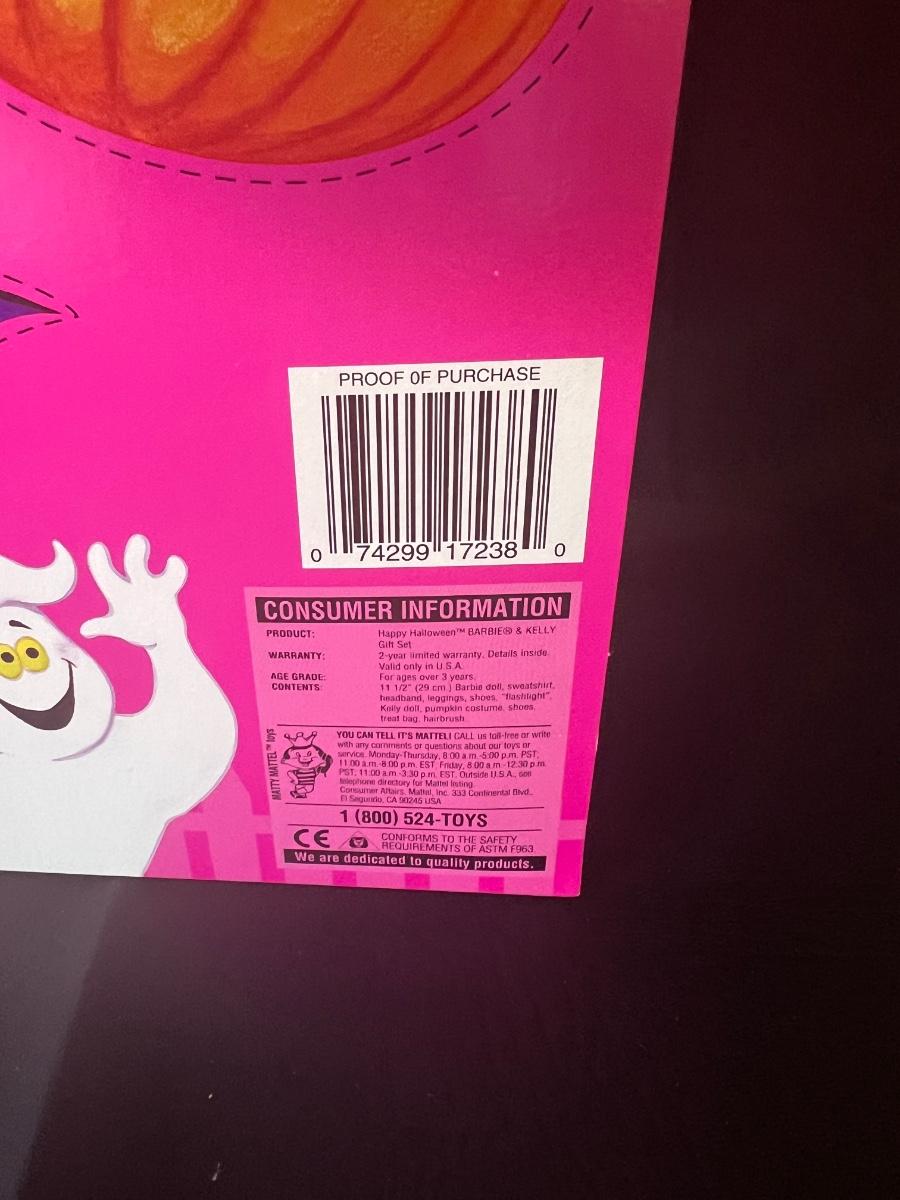 PROOF OF PURCHASE
0 74299 17238 0
CONSUMER INFORMATION
PRODUCT: Happy Halloween™ BARBIE® & KELLY
Gift Set
WARRANTY: 2-year limited warranty. Details inside.
Valid only in U.S.A.
AGE GRADE: For ages over 3 years.
CONTENTS: 11 1/2" (29 cm.) Barbie doll, sweatshirt,
headband, leggings, shoes, "flashlight",
Kelly doll, pumpkin costume, shoes,
treat bag, hairbrush.
MATTY MATTEL™ toys
YOU CAN TELL IT'S MATTEL! CALL us toll-free or write
with any comments or questions about our toys or
service. Monday-Thursday, 8:00 a.m.-5:00 p.m. PST;
11:00 a.m.-8:00 p.m. EST. Friday, 8:00 a.m.-12:30 p.m.
PST; 11:00 a.m.-3:30 p.m. EST. Outside U.S.A., see
telephone directory for Mattel listing.
Consumer Affairs, Mattel, Inc. 333 Continental Blvd.,
El Segundo, CA 90245 USA
1 (800) 524-TOYS
CE CONFORMS TO THE SAFETY
REQUIREMENTS OF ASTM F963.
We are dedicated to quality products.